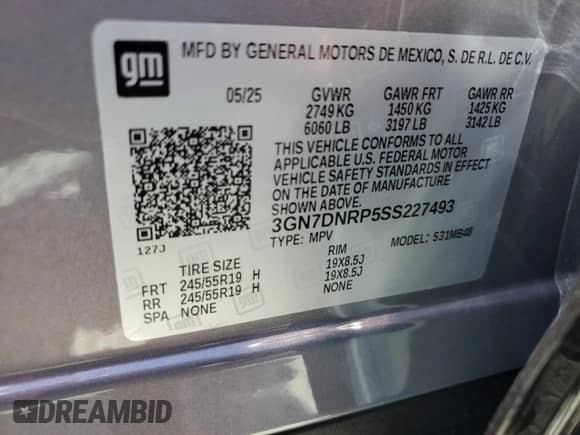 gm
MFD BY GENERAL MOTORS DE MEXICO, S. DE R.L. DE C.V.
05/25 GVWR GAWR FRT GAWR RR
2749 KG 1450 KG 1425 KG
6060 LB 3197 LB 3142 LB
THIS VEHICLE CONFORMS TO ALL
APPLICABLE U.S. FEDERAL MOTOR
VEHICLE SAFETY STANDARDS IN EFFECT
ON THE DATE OF MANUFACTURE
SHOWN ABOVE.
3GN7DNRP5SS227493
127J TYPE: MPV MODEL: 531MB48
TIRE SIZE RIM
FRT 245/55R19 H 19X8.5J
RR 245/55R19 H 19X8.5J
SPA NONE NONE
DREAMBID